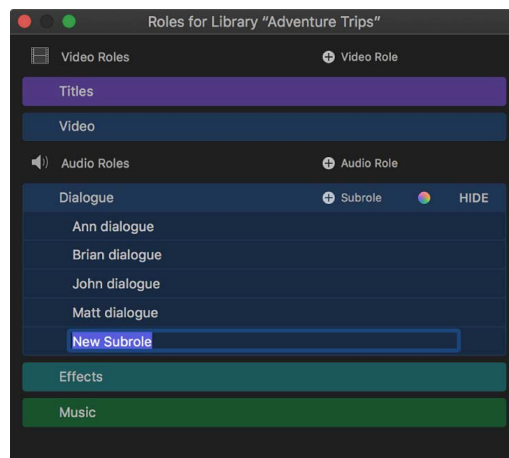 Roles for Library “Adventure Trips”
Video Roles Video Role
Titles
Video
Audio Roles Audio Role
Dialogue Subrole HIDE
Ann dialogue
Brian dialogue
John dialogue
Matt dialogue
New Subrole
Effects
Music